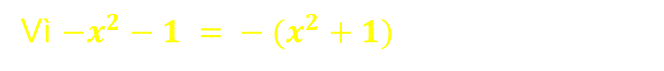 Vì −x² − 1 = − (x² + 1)